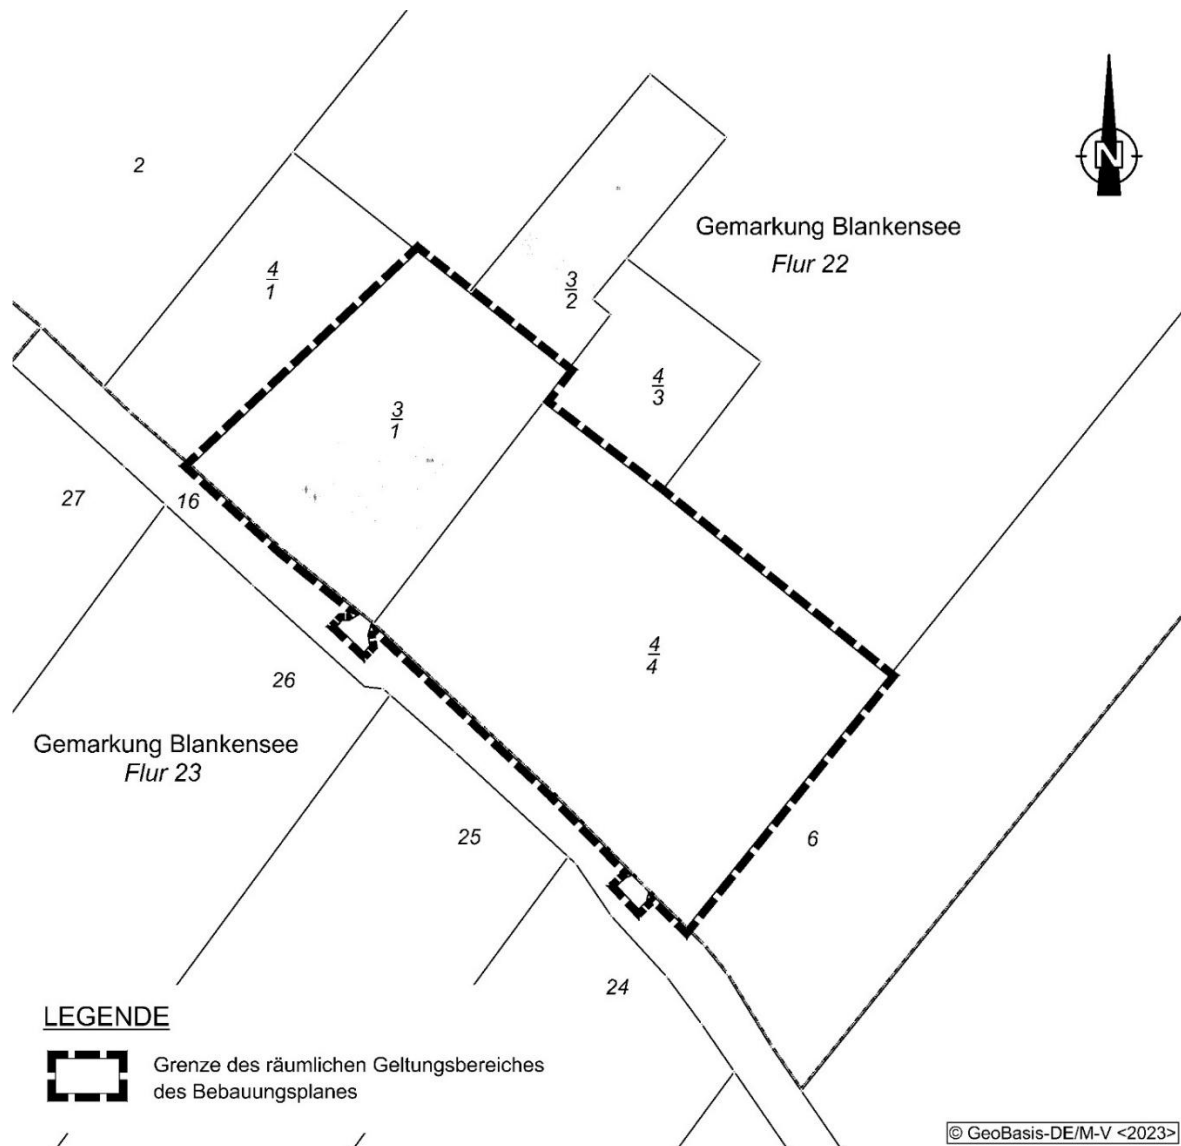 2
N
Gemarkung Blankensee
Flur 22
4
1
3
2
4
3
3
1
27
16
4
4
26
Gemarkung Blankensee
Flur 23
25
6
24
LEGENDE
Grenze des räumlichen Geltungsbereiches
des Bebauungsplanes
© GeoBasis-DE/M-V <2023>